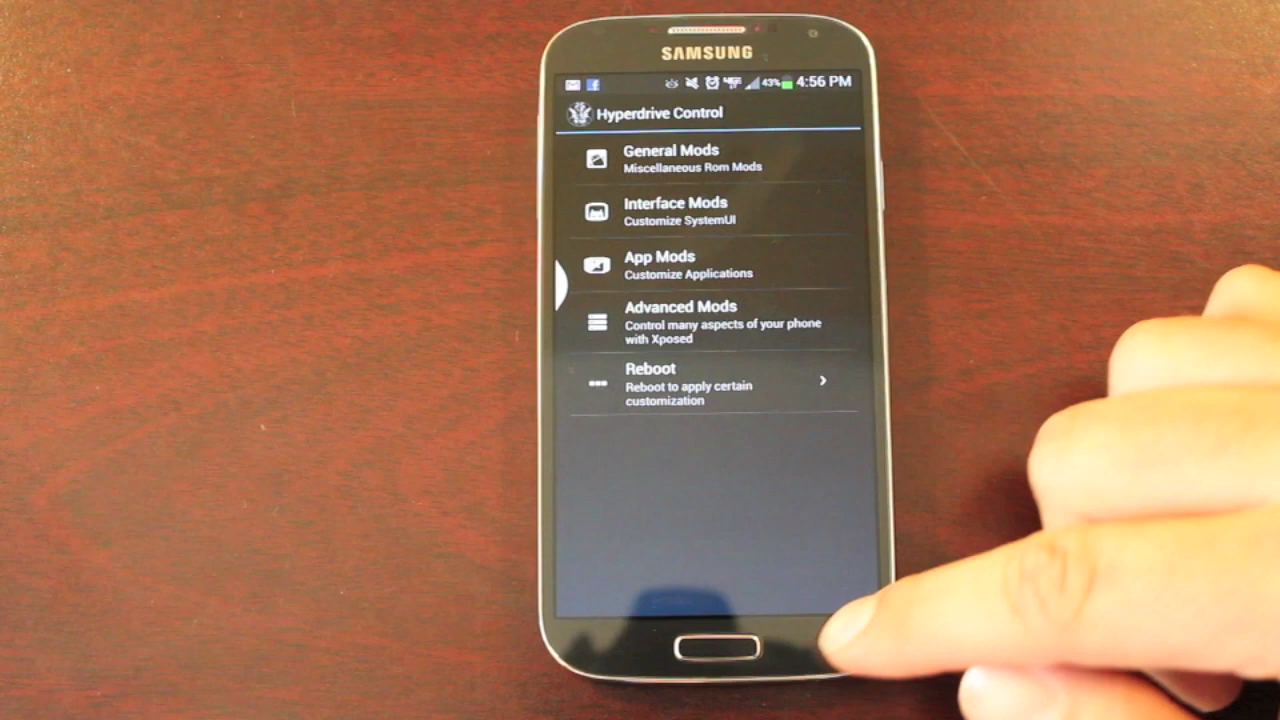 SAMSUNG
43% 4:56 PM
Hyperdrive Control
General Mods
Miscellaneous Rom Mods
Interface Mods
Customize SystemUI
App Mods
Customize Applications
Advanced Mods
Control many aspects of your phone
with Xposed
Reboot
Reboot to apply certain
customization